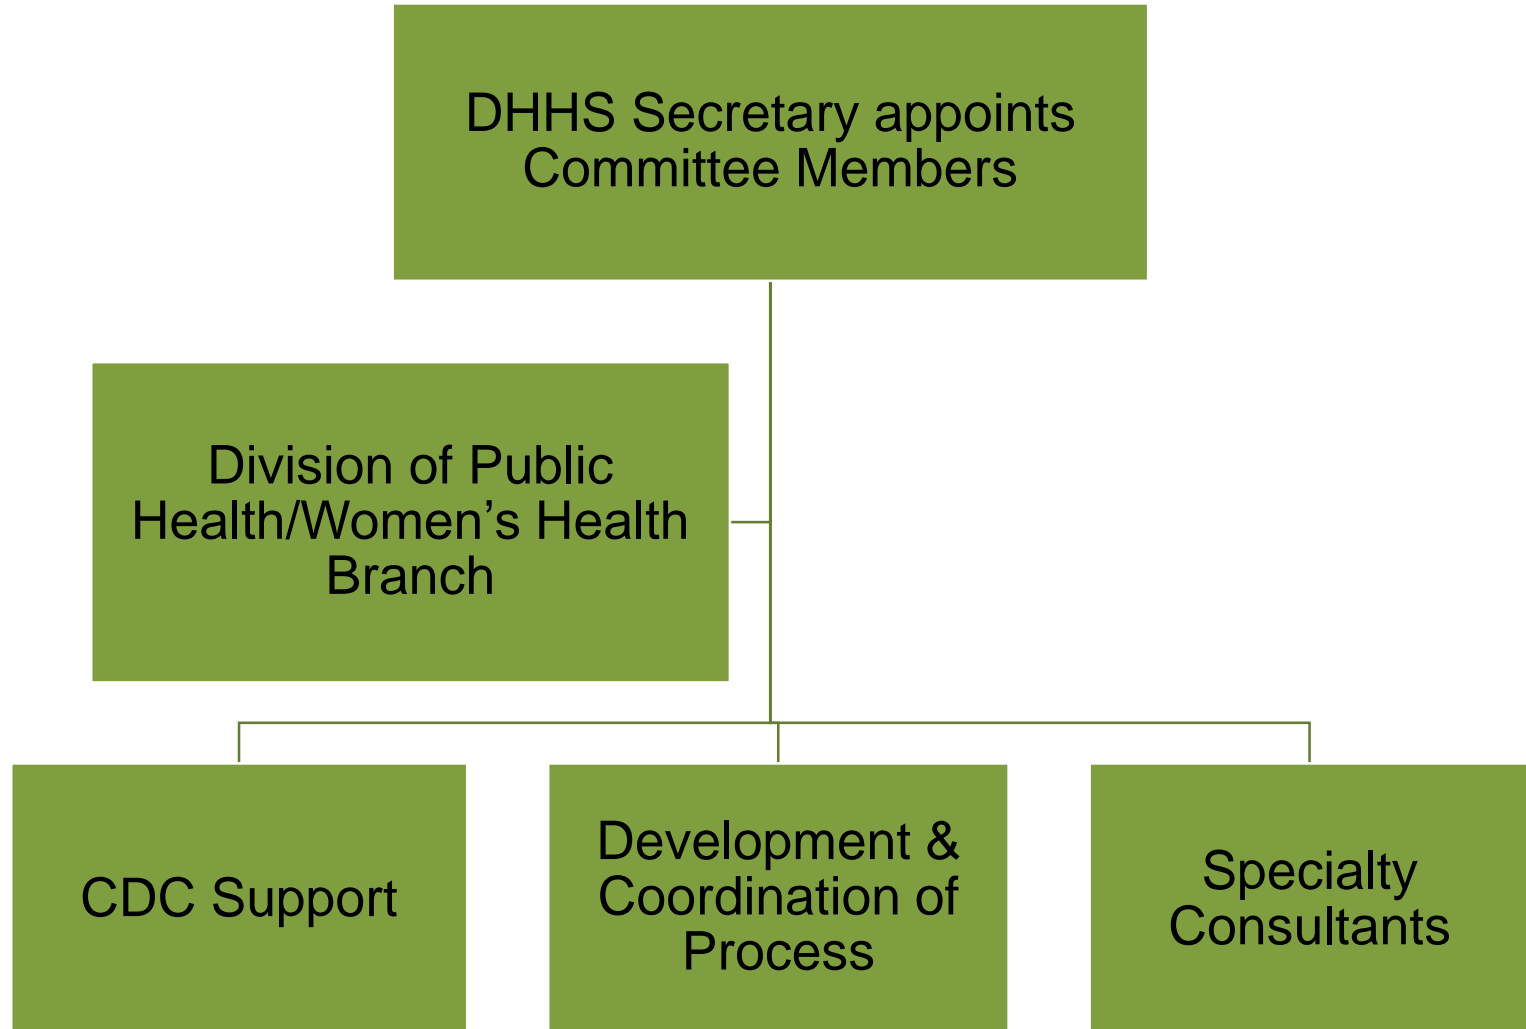 DHHS Secretary appoints
Committee Members
Division of Public
Health/Women’s Health
Branch
CDC Support
Development &
Coordination of
Process
Specialty
Consultants